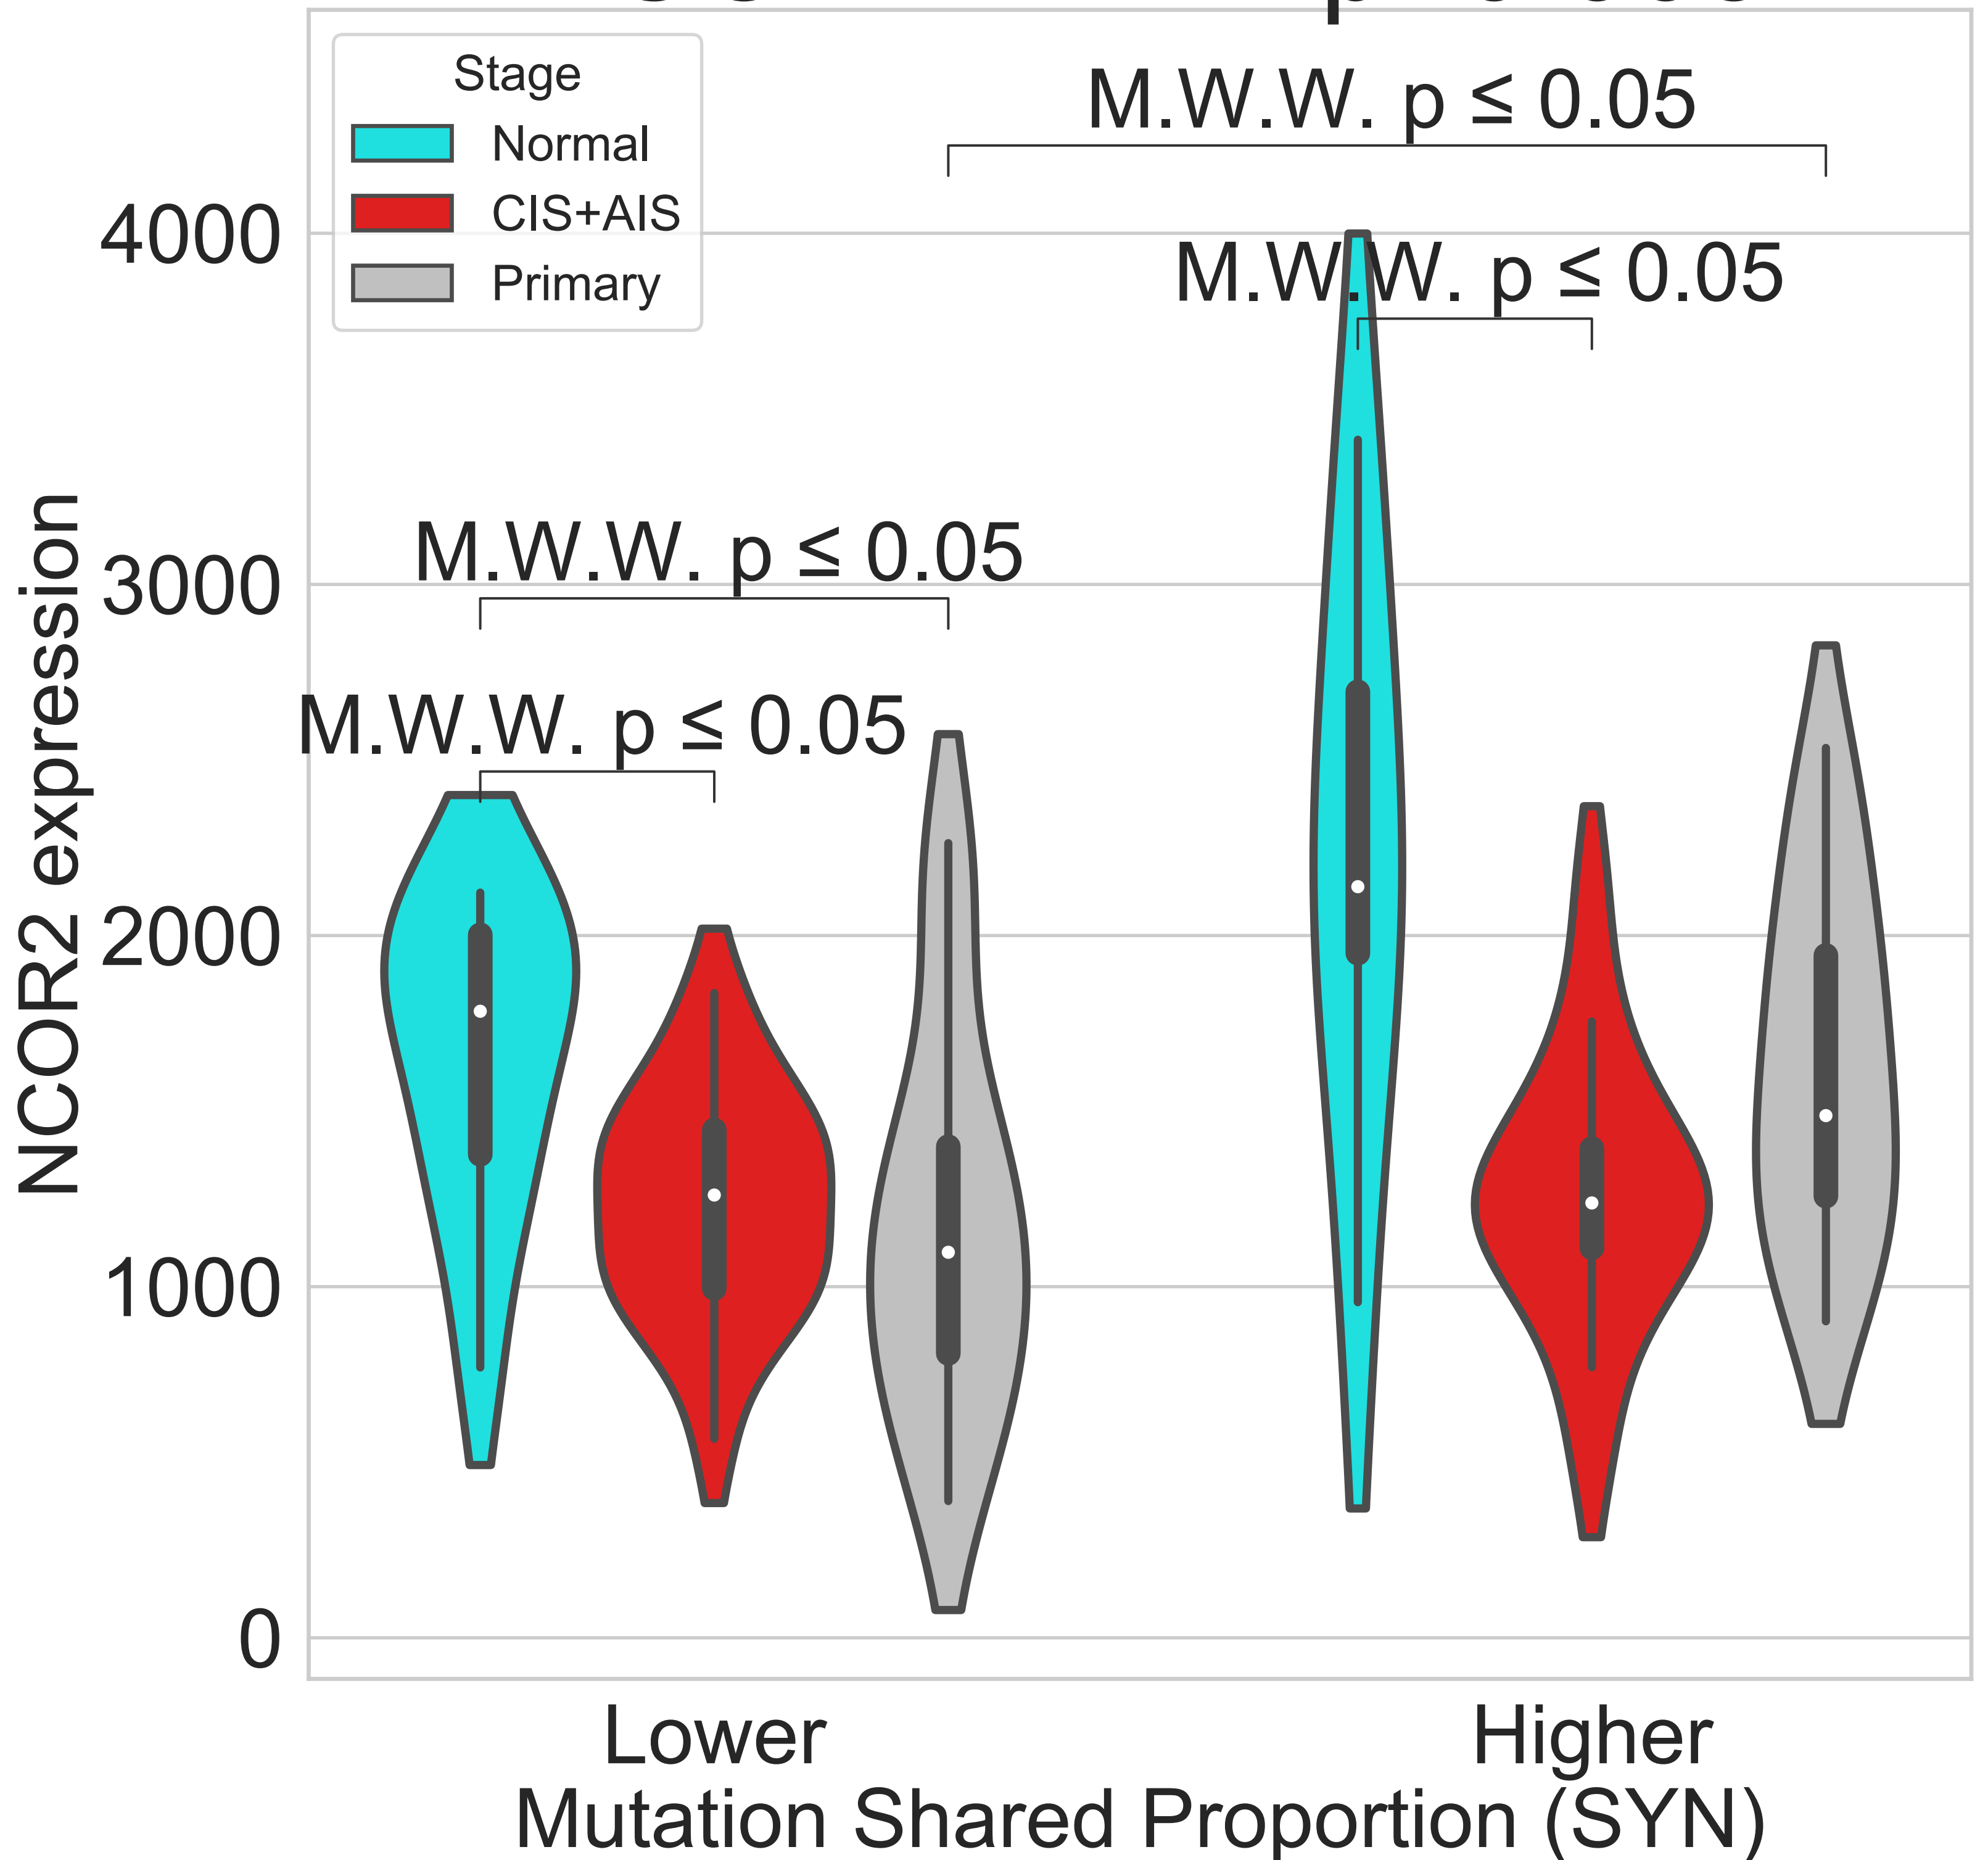 Stage
Normal
CIS+AIS
Primary
M.W.W. p ≤ 0.05
M.W.W. p ≤ 0.05
M.W.W. p ≤ 0.05
M.W.W. p ≤ 0.05
4000
3000
2000
1000
0
NCOR2 expression
Lower
Higher
Mutation Shared Proportion (SYN)